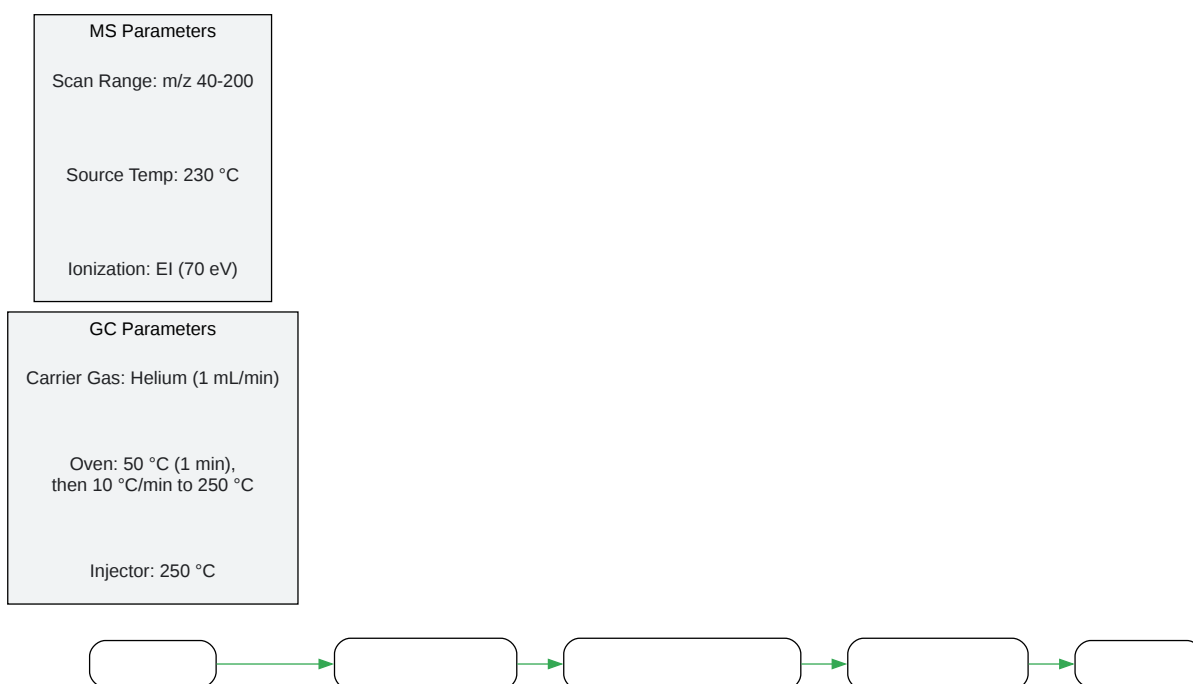 MS Parameters
Scan Range: m/z 40-200
Source Temp: 230 °C
Ionization: EI (70 eV)
GC Parameters
Carrier Gas: Helium (1 mL/min)
Oven: 50 °C (1 min),
then 10 °C/min to 250 °C
Injector: 250 °C